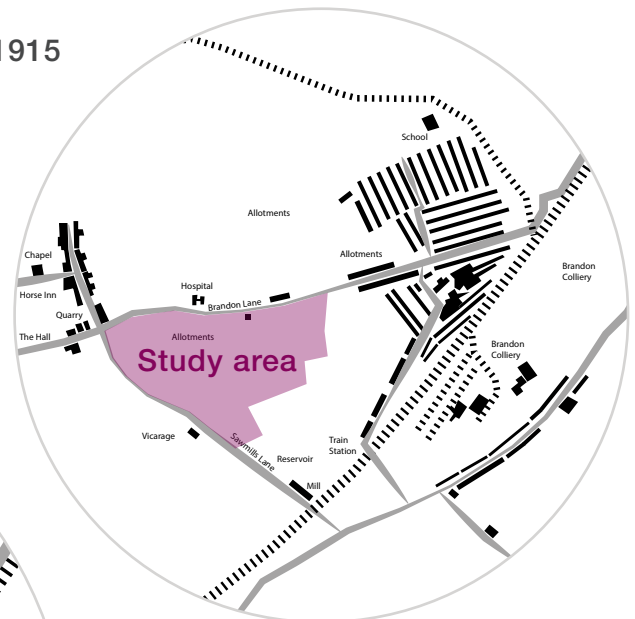 1915
School
Allotments
Allotments
Chapel
Brandon
Colliery
Hospital
Horse Inn
Brandon Lane
Quarry
The Hall
Allotments
Brandon
Colliery
Study area
Vicarage
Sawmills Lane
Train
Station
Reservoir
Mill